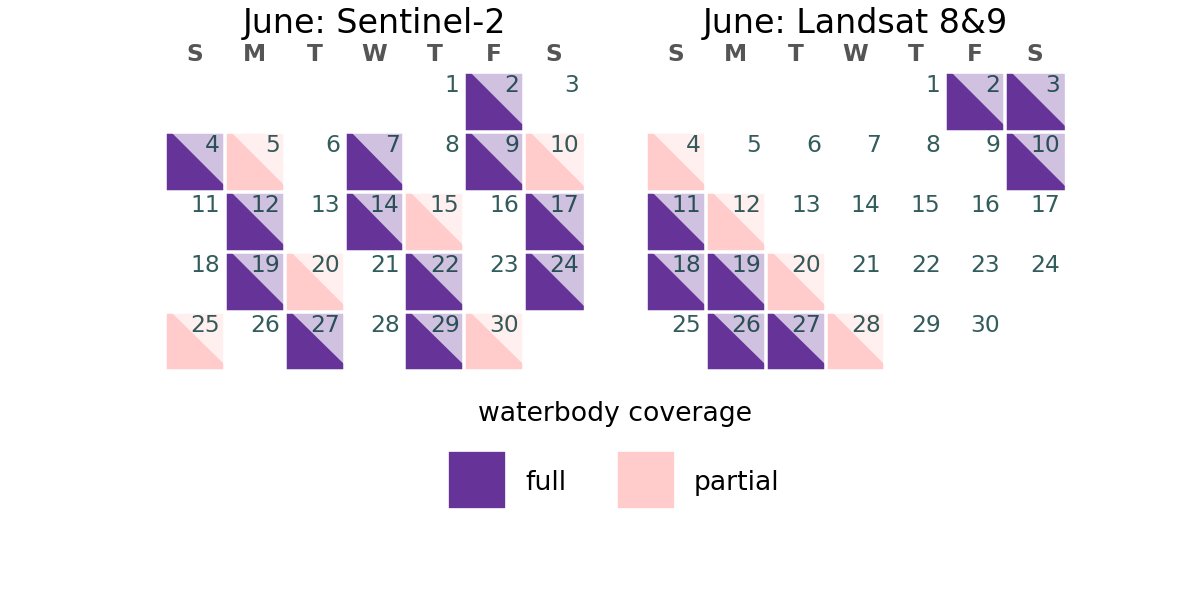 June: Sentinel-2
S M T W T F S
1 2 3
4 5 6 7 8 9 10
11 12 13 14 15 16 17
18 19 20 21 22 23 24
25 26 27 28 29 30
June: Landsat 8&9
S M T W T F S
1 2 3
4 5 6 7 8 9 10
11 12 13 14 15 16 17
18 19 20 21 22 23 24
25 26 27 28 29 30
waterbody coverage
full partial